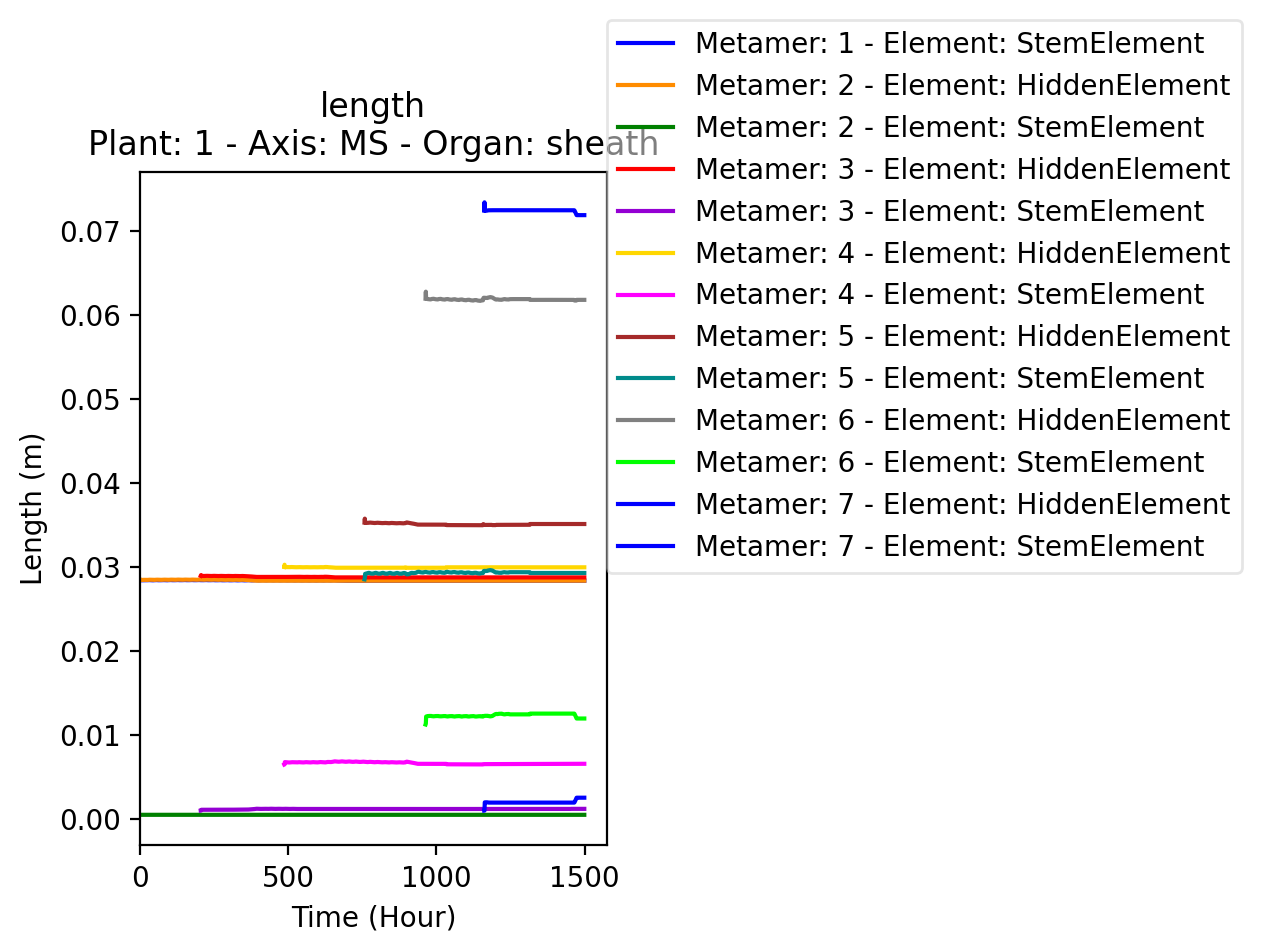 length
Plant: 1 - Axis: MS - Organ: sheath
Metamer: 1 - Element: StemElement
Metamer: 2 - Element: HiddenElement
Metamer: 2 - Element: StemElement
Metamer: 3 - Element: HiddenElement
Metamer: 3 - Element: StemElement
Metamer: 4 - Element: HiddenElement
Metamer: 4 - Element: StemElement
Metamer: 5 - Element: HiddenElement
Metamer: 5 - Element: StemElement
Metamer: 6 - Element: HiddenElement
Metamer: 6 - Element: StemElement
Metamer: 7 - Element: HiddenElement
Metamer: 7 - Element: StemElement
Length (m)
0.07
0.06
0.05
0.04
0.03
0.02
0.01
0.00
0 500 1000 1500
Time (Hour)